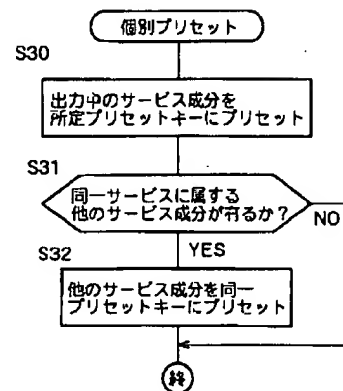 個別プリセット
S30
出力中のサービス成分を
所定プリセットキーにプリセット
S31
同一サービスに属する
他のサービス成分が有るか?
NO
YES
S32
他のサービス成分を同一
プリセットキーにプリセット
終